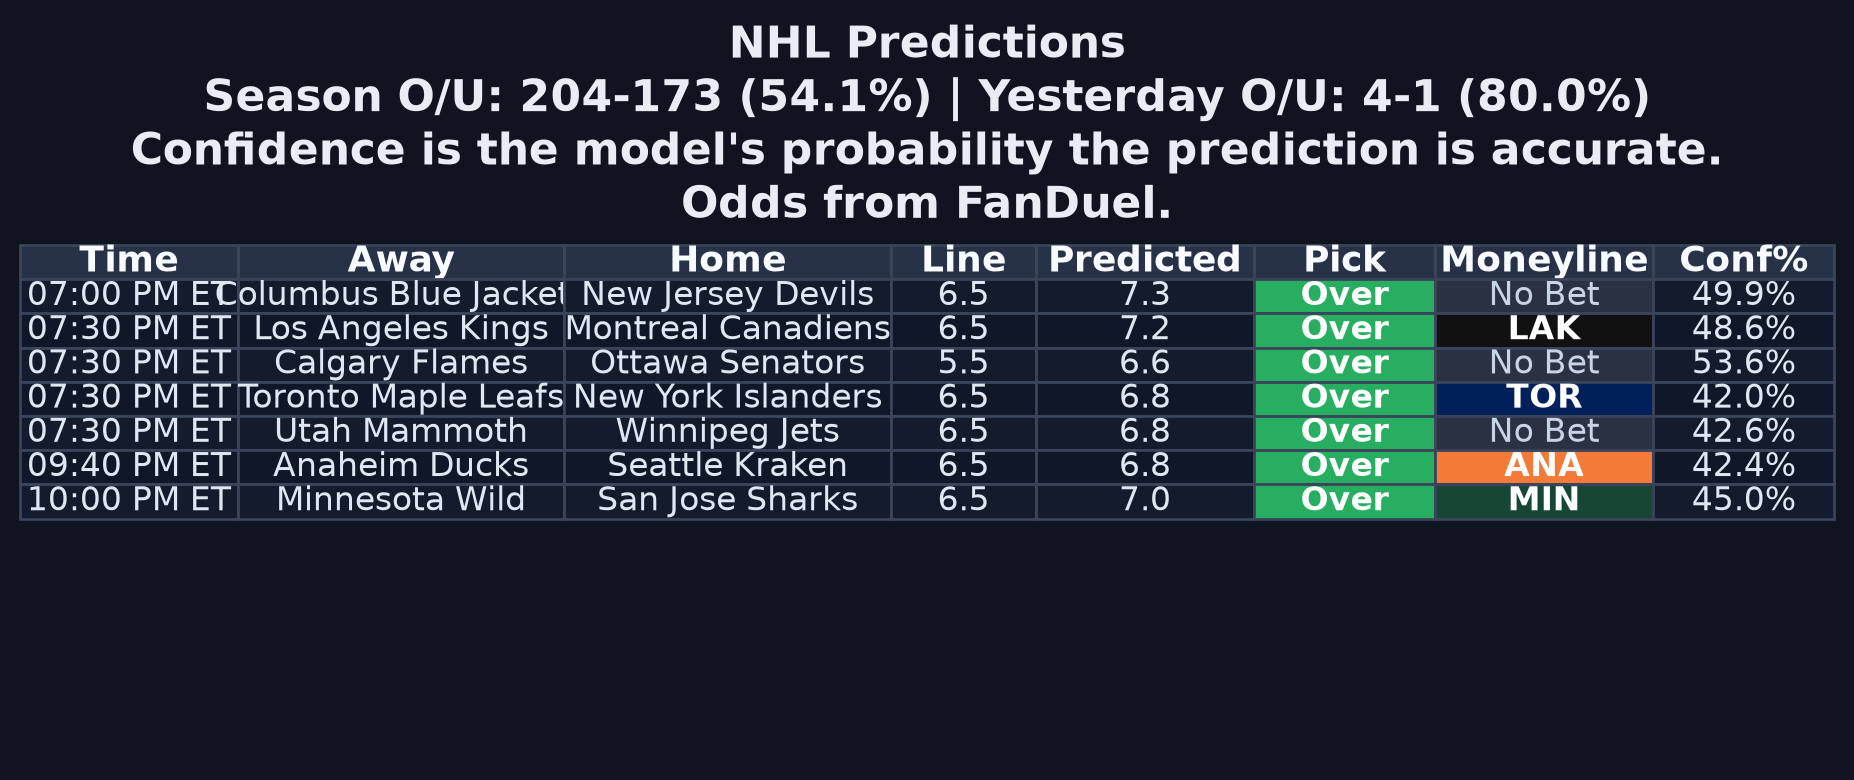 NHL Predictions
Season O/U: 204-173 (54.1%) | Yesterday O/U: 4-1 (80.0%)
Confidence is the model's probability the prediction is accurate.
Odds from FanDuel.
Time Away Home Line Predicted Pick Moneyline Conf%
07:00 PM ET Columbus Blue Jacket New Jersey Devils 6.5 7.3 Over No Bet 49.9%
07:30 PM ET Los Angeles Kings Montreal Canadiens 6.5 7.2 Over LAK 48.6%
07:30 PM ET Calgary Flames Ottawa Senators 5.5 6.6 Over No Bet 53.6%
07:30 PM ET Toronto Maple Leafs New York Islanders 6.5 6.8 Over TOR 42.0%
07:30 PM ET Utah Mammoth Winnipeg Jets 6.5 6.8 Over No Bet 42.6%
09:40 PM ET Anaheim Ducks Seattle Kraken 6.5 6.8 Over ANA 42.4%
10:00 PM ET Minnesota Wild San Jose Sharks 6.5 7.0 Over MIN 45.0%